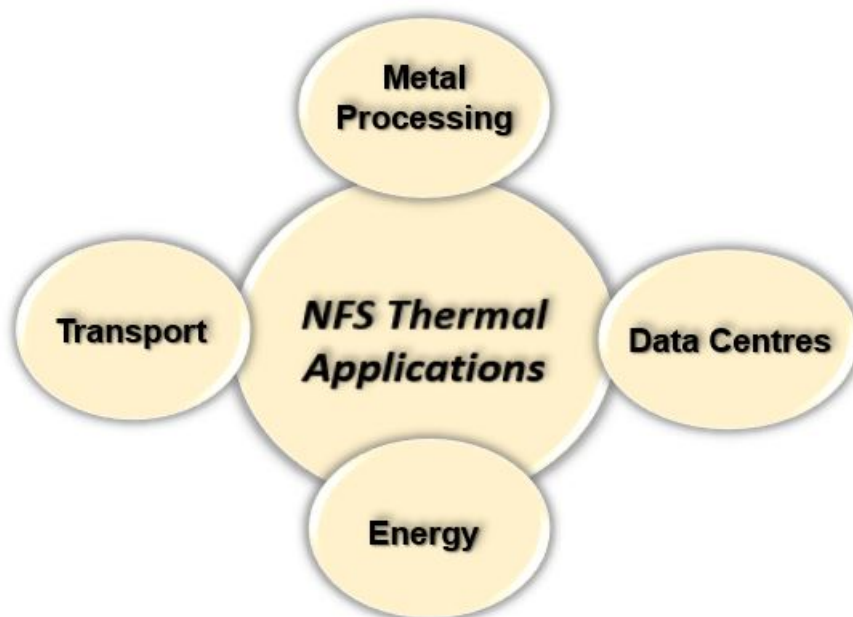 Metal
Processing
Transport
NFS Thermal
Applications
Data Centres
Energy